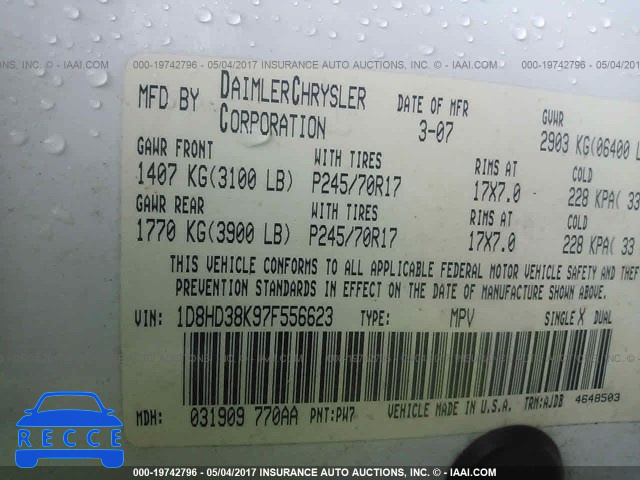 000-19742796 - 05/04/2017 INSURANCE AUTO AUCTIONS, INC. - © - IAAI.COM
MFD BY DAIMLERCHRYSLER CORPORATION DATE OF MFR 3-07 GVWR 2903 KG(06400 L
GAWR FRONT WITH TIRES RIMS AT COLD
1407 KG(3100 LB) P245/70R17 17X7.0 228 KPA( 33
GAWR REAR WITH TIRES RIMS AT COLD
1770 KG(3900 LB) P245/70R17 17X7.0 228 KPA( 33
THIS VEHICLE CONFORMS TO ALL APPLICABLE FEDERAL MOTOR VEHICLE SAFETY AND THEF
PREVENTION STANDARDS IN EFFECT ON THE DATE OF MANUFACTURE SHOWN ABOVE.
VIN: 1D8HD38K97F556623 TYPE: MPV SINGLE X DUAL
MDH: 031909 770AA PNT:PW7 VEHICLE MADE IN U.S.A. TRM:AJDB 4648503
RECCE
000-19742796 - 05/04/2017 INSURANCE AUTO AUCTIONS, INC. - © - IAAI.COM